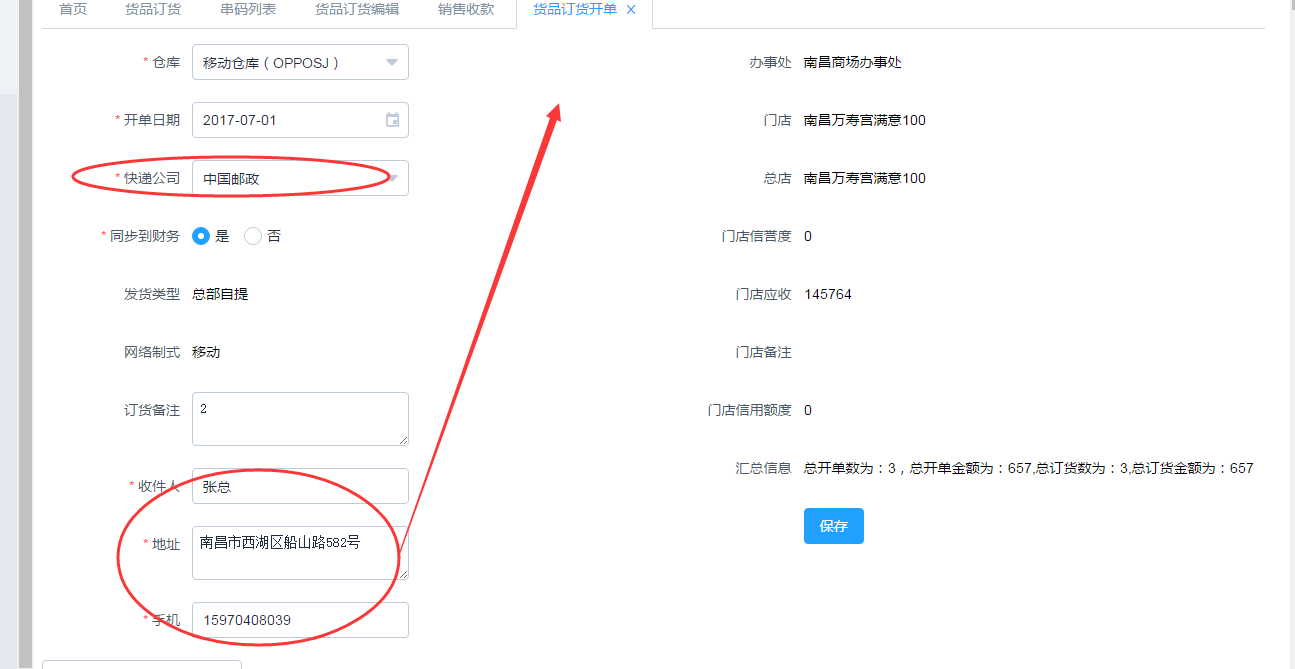 首页 货品订货 串码列表 货品订货编辑 销售收款 货品订货开单 ×
* 仓库 移动仓库（OPPOSJ） 办事处 南昌商场办事处
* 开单日期 2017-07-01 门店 南昌万寿宫满意100
* 快递公司 中国邮政 总店 南昌万寿宫满意100
* 同步到财务 是 否 门店信誉度 0
发货类型 总部自提 门店应收 145764
网络制式 移动 门店备注
订货备注 2 门店信用额度 0
* 收件人 张总 汇总信息 总开单数为：3，总开单金额为：657,总订货数为：3,总订货金额为：657
* 地址 南昌市西湖区船山路582号 保存
* 手机 15970408039